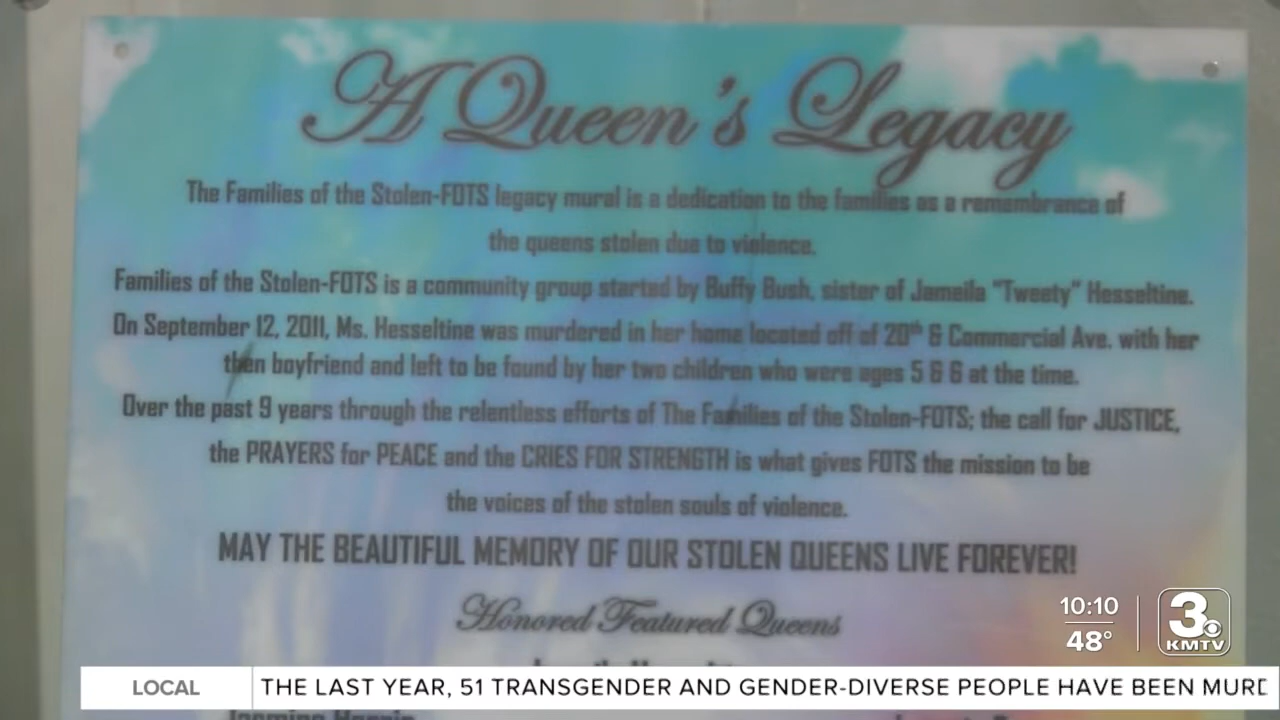 A Queen's Legacy
The Families of the Stolen-FOTS legacy mural is a dedication to the families as a remembrance of
the queens stolen due to violence.
Families of the Stolen-FOTS is a community group started by Buffy Bush, sister of Jameila "Tweety" Hesseltine.
On September 12, 2011, Ms. Hesseltine was murdered in her home located off of 20th & Commercial Ave. with her
then boyfriend and left to be found by her two children who were ages 5 & 6 at the time.
Over the past 9 years through the relentless efforts of The Families of the Stolen-FOTS; the call for JUSTICE,
the PRAYERS for PEACE and the CRIES FOR STRENGTH is what gives FOTS the mission to be
the voices of the stolen souls of violence.
MAY THE BEAUTIFUL MEMORY OF OUR STOLEN QUEENS LIVE FOREVER!
Honored Featured Queens
10:10
48°
3
KMTV
LOCAL THE LAST YEAR, 51 TRANSGENDER AND GENDER-DIVERSE PEOPLE HAVE BEEN MURD